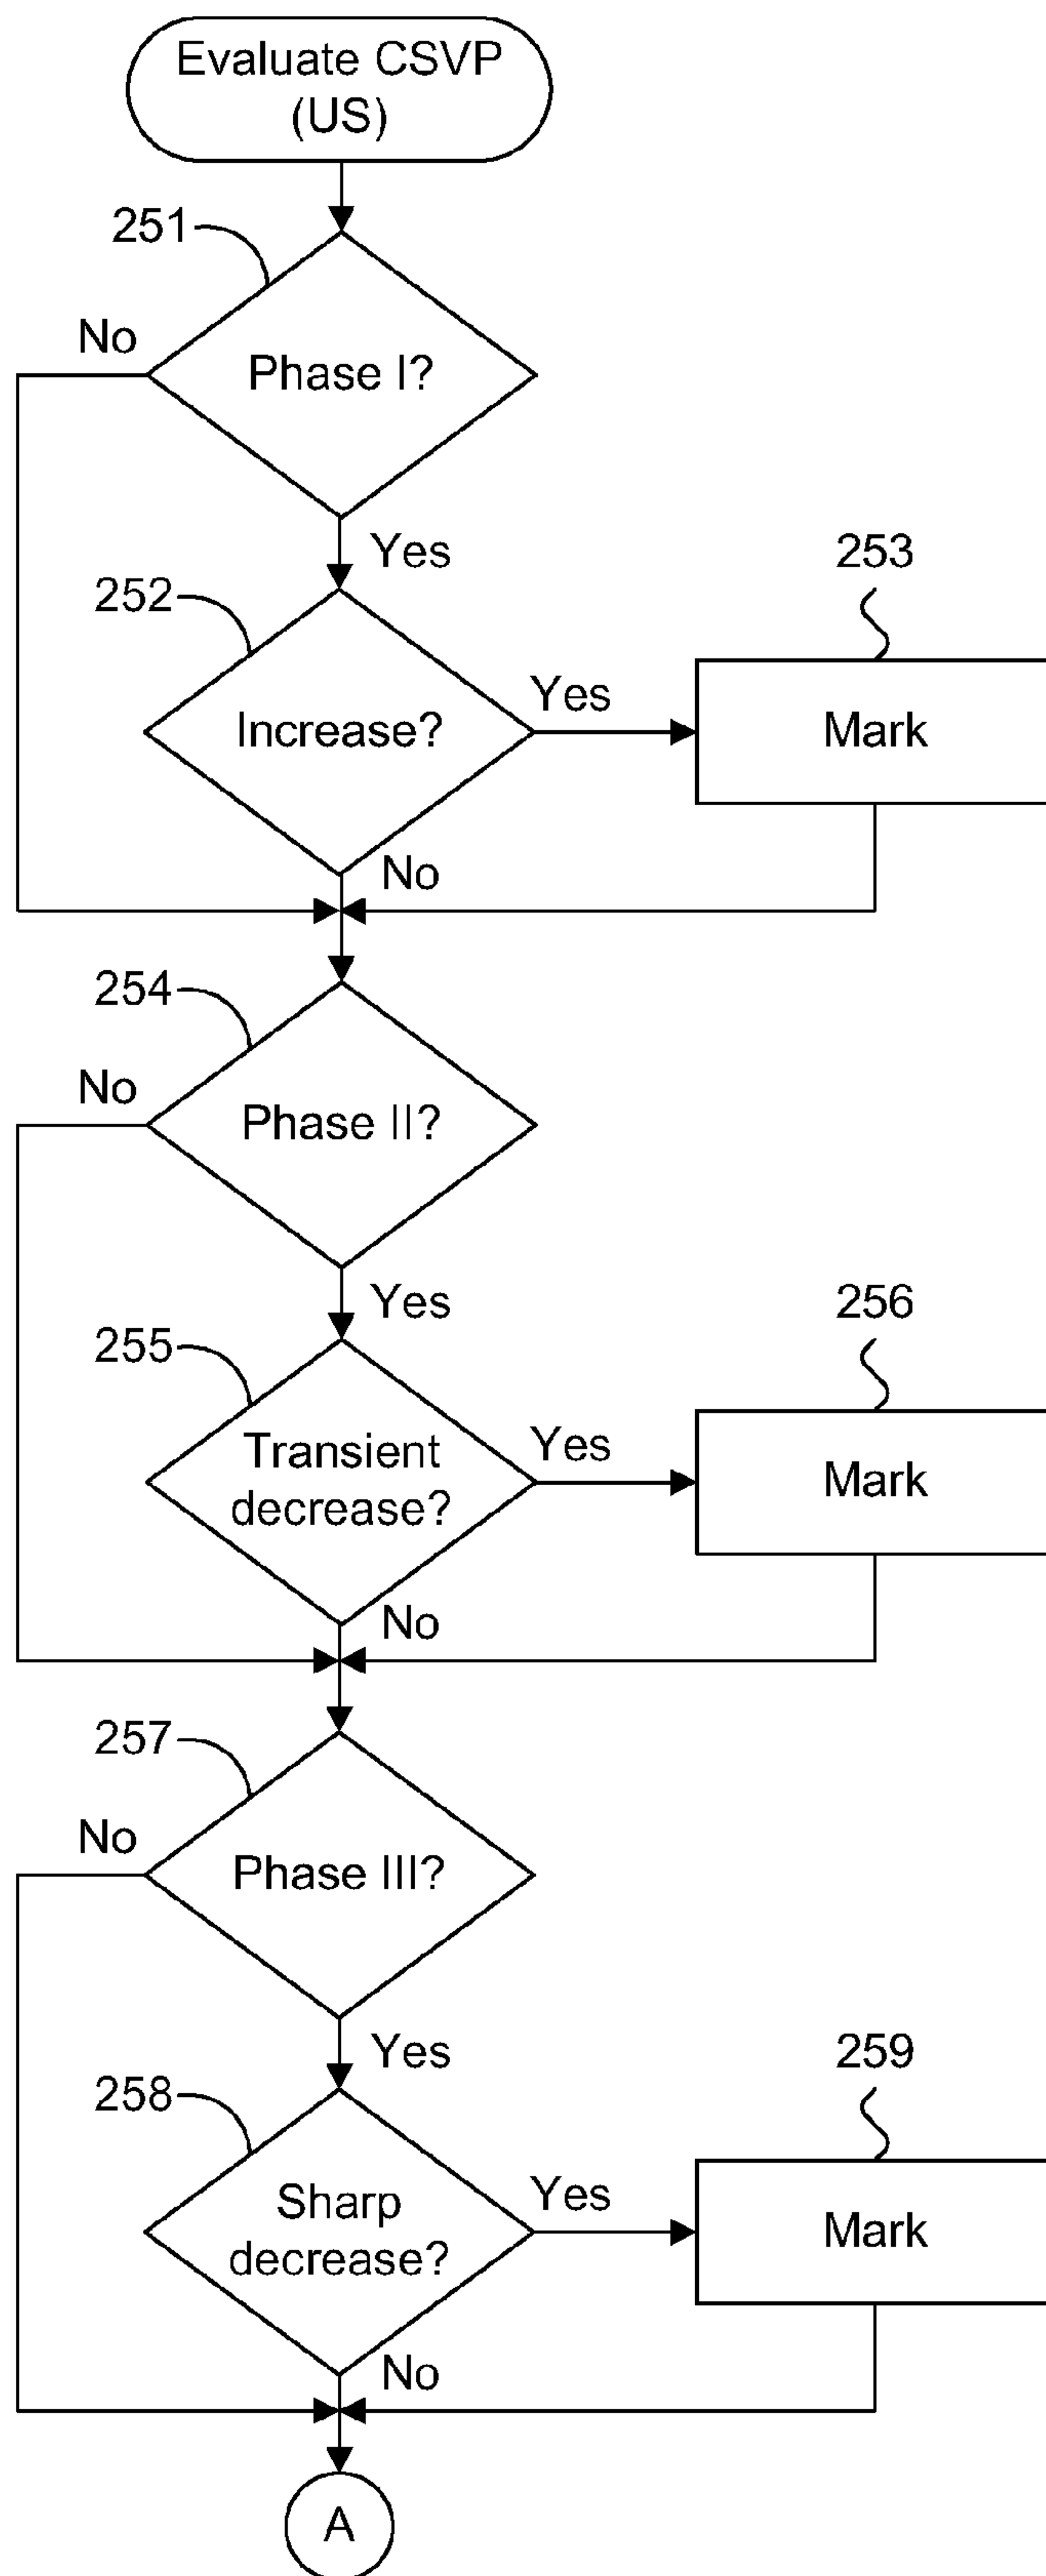 Evaluate CSVP
(US)
251
No
Phase I?
Yes
252
253
Increase?
Yes
Mark
No
254
No
Phase II?
Yes
255
256
Transient
decrease?
Yes
Mark
No
257
No
Phase III?
Yes
258
259
Sharp
decrease?
Yes
Mark
No
A